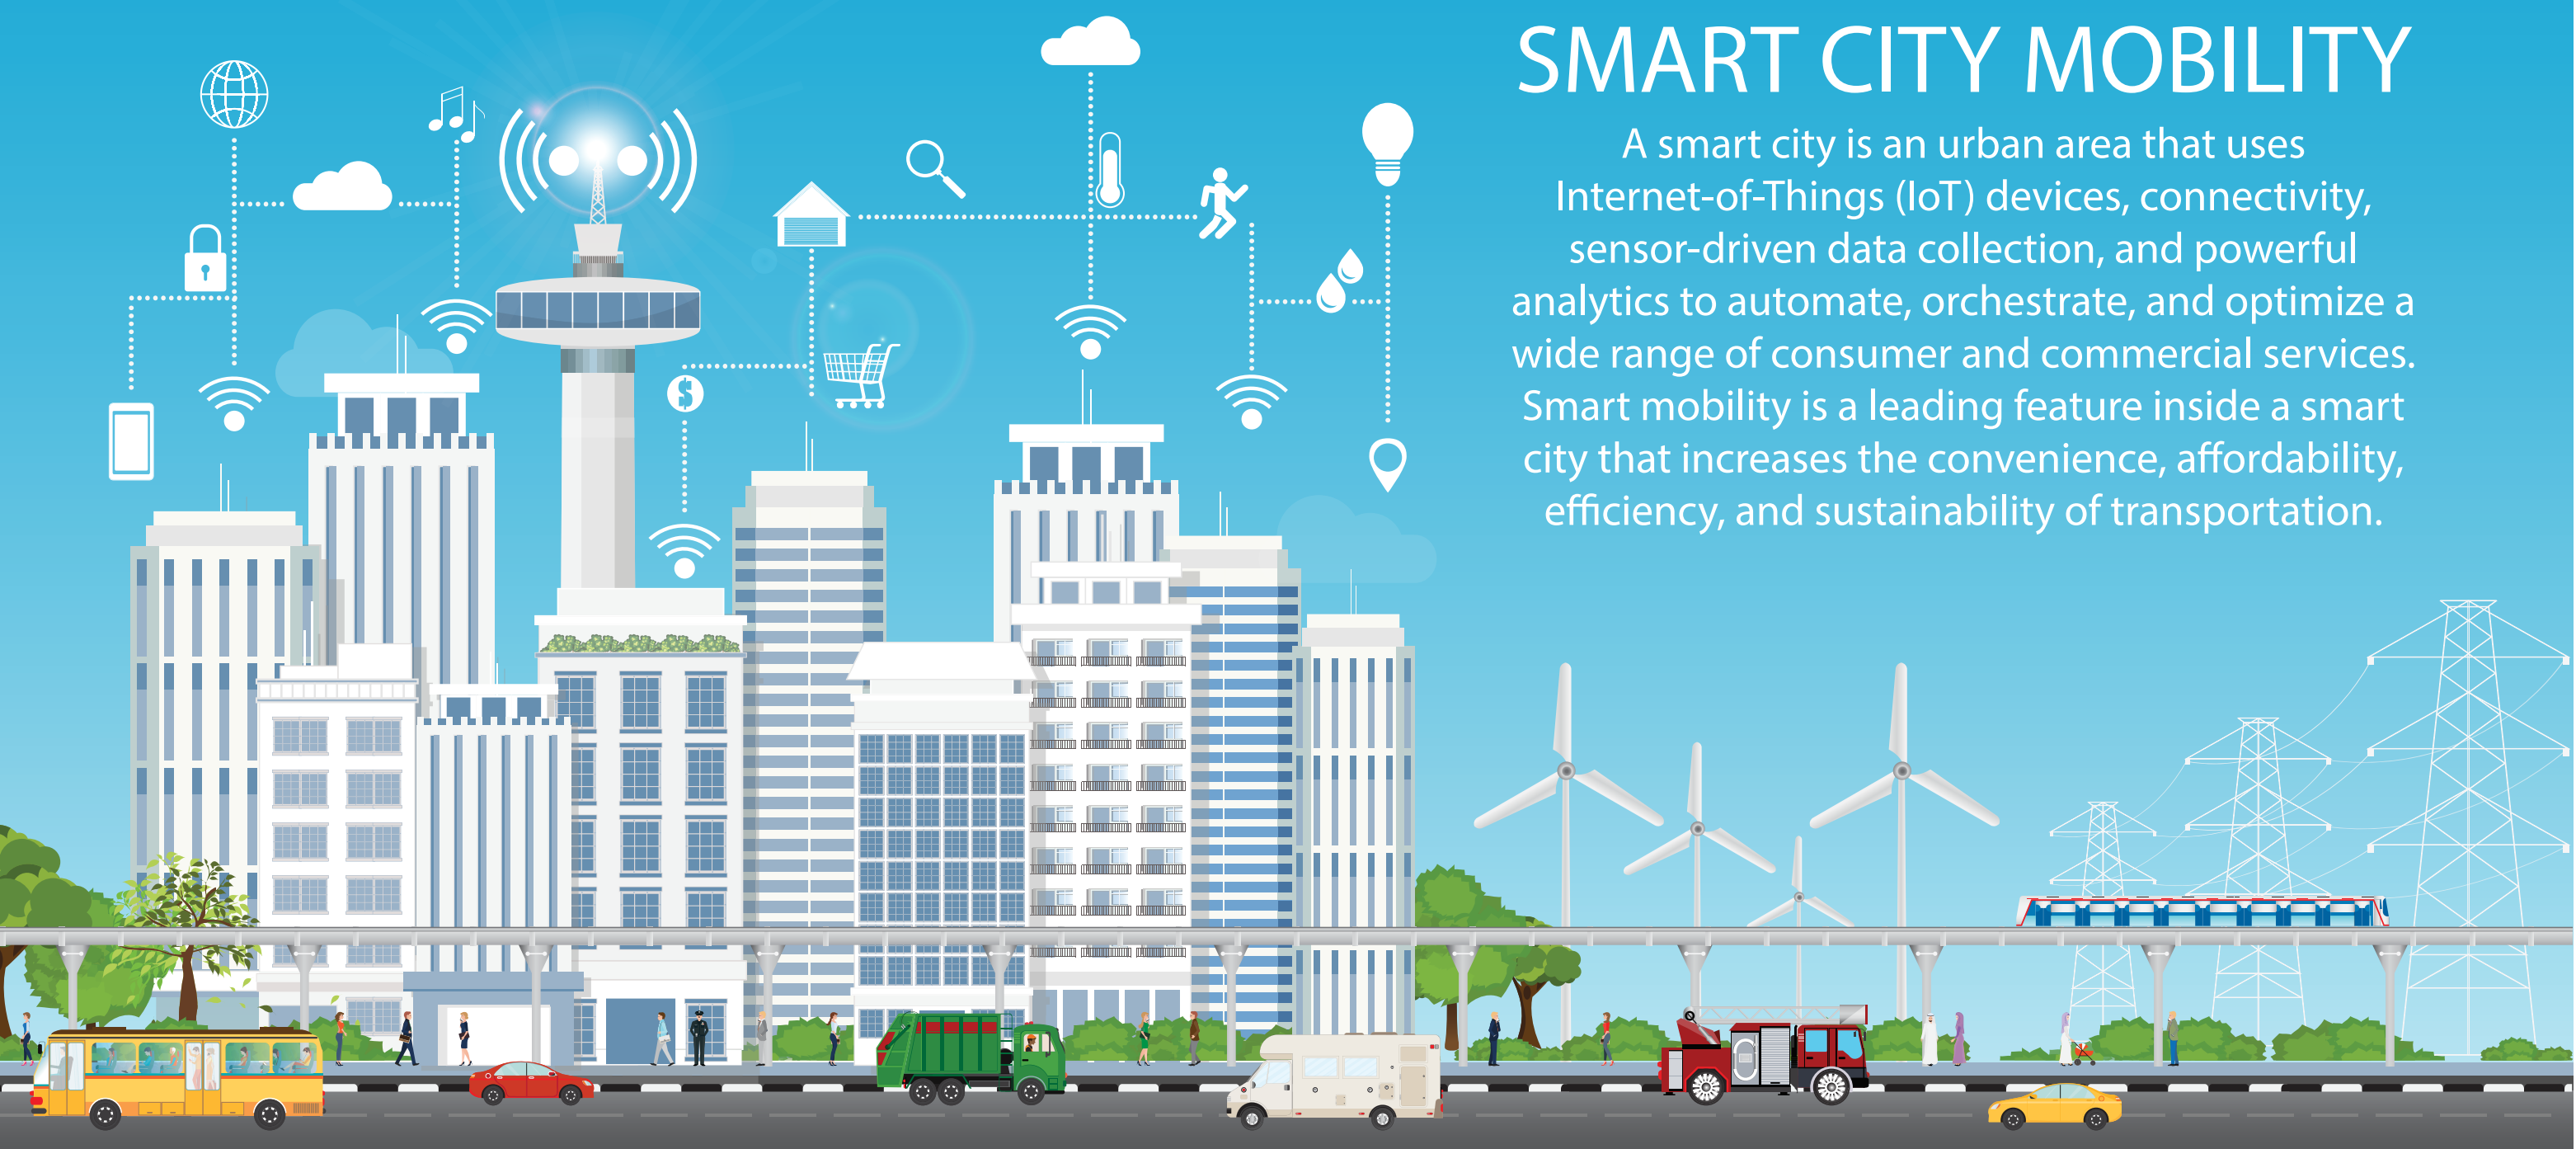 SMART CITY MOBILITY
A smart city is an urban area that uses
Internet-of-Things (IoT) devices, connectivity,
sensor-driven data collection, and powerful
analytics to automate, orchestrate, and optimize a
wide range of consumer and commercial services.
Smart mobility is a leading feature inside a smart
city that increases the convenience, affordability,
efficiency, and sustainability of transportation.
$